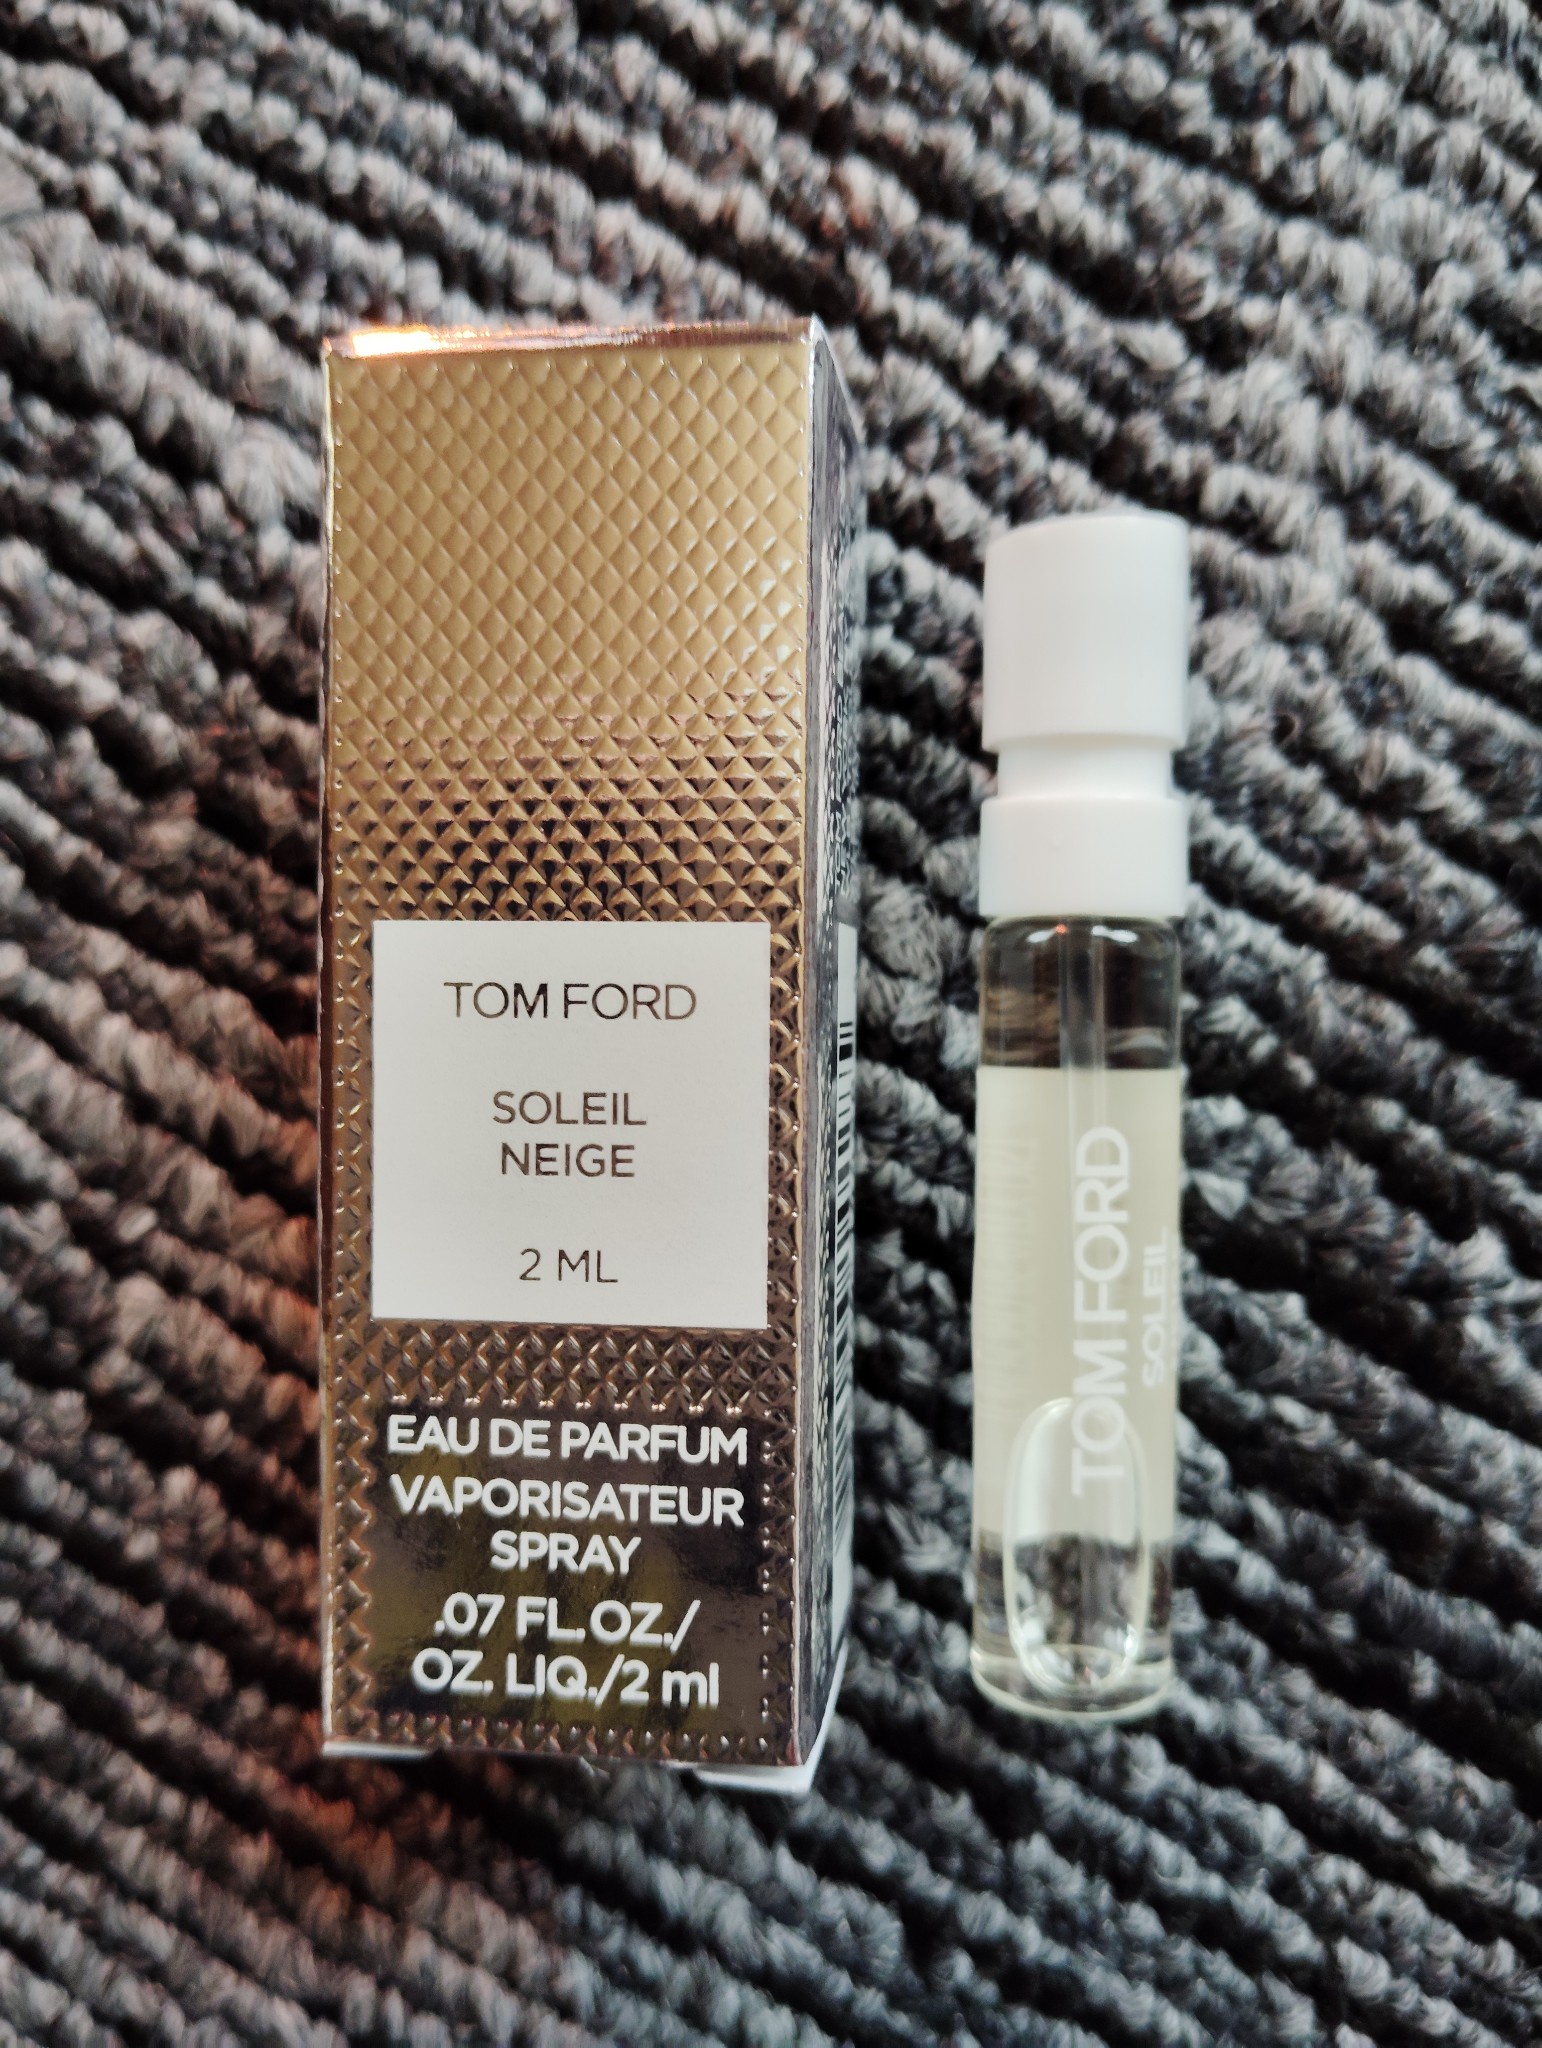 TOM FORD
SOLEIL
NEIGE
2 ML
EAU DE PARFUM
VAPORISATEUR
SPRAY
.07 FL.OZ./
OZ. LIQ./2 ml
TOM FORD
SOLEIL